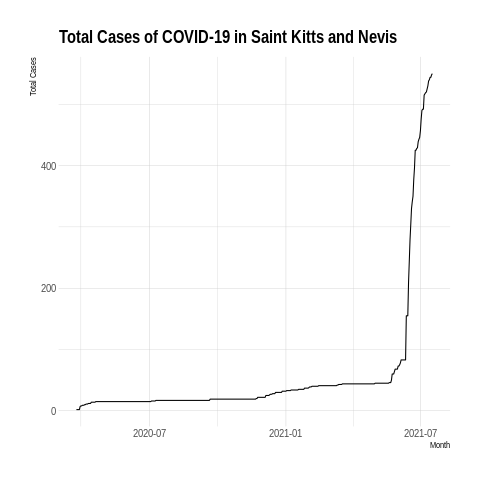 Total Cases of COVID-19 in Saint Kitts and Nevis
Total Cases
400
200
0
2020-07
2021-01
2021-07
Month